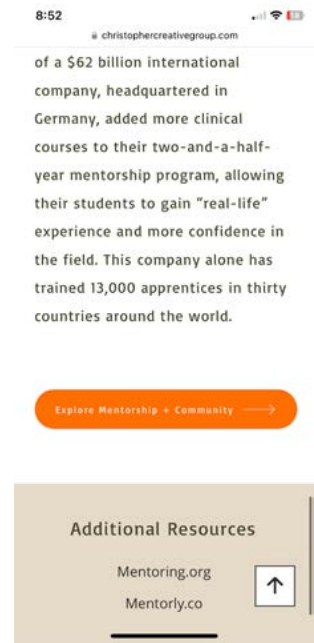 8:52
christophercreativegroup.com
of a $62 billion international
company, headquartered in
Germany, added more clinical
courses to their two-and-a-half-
year mentorship program, allowing
their students to gain “real-life”
experience and more confidence in
the field. This company alone has
trained 13,000 apprentices in thirty
countries around the world.
Explore Mentorship + Community
Additional Resources
Mentoring.org
Mentorly.co